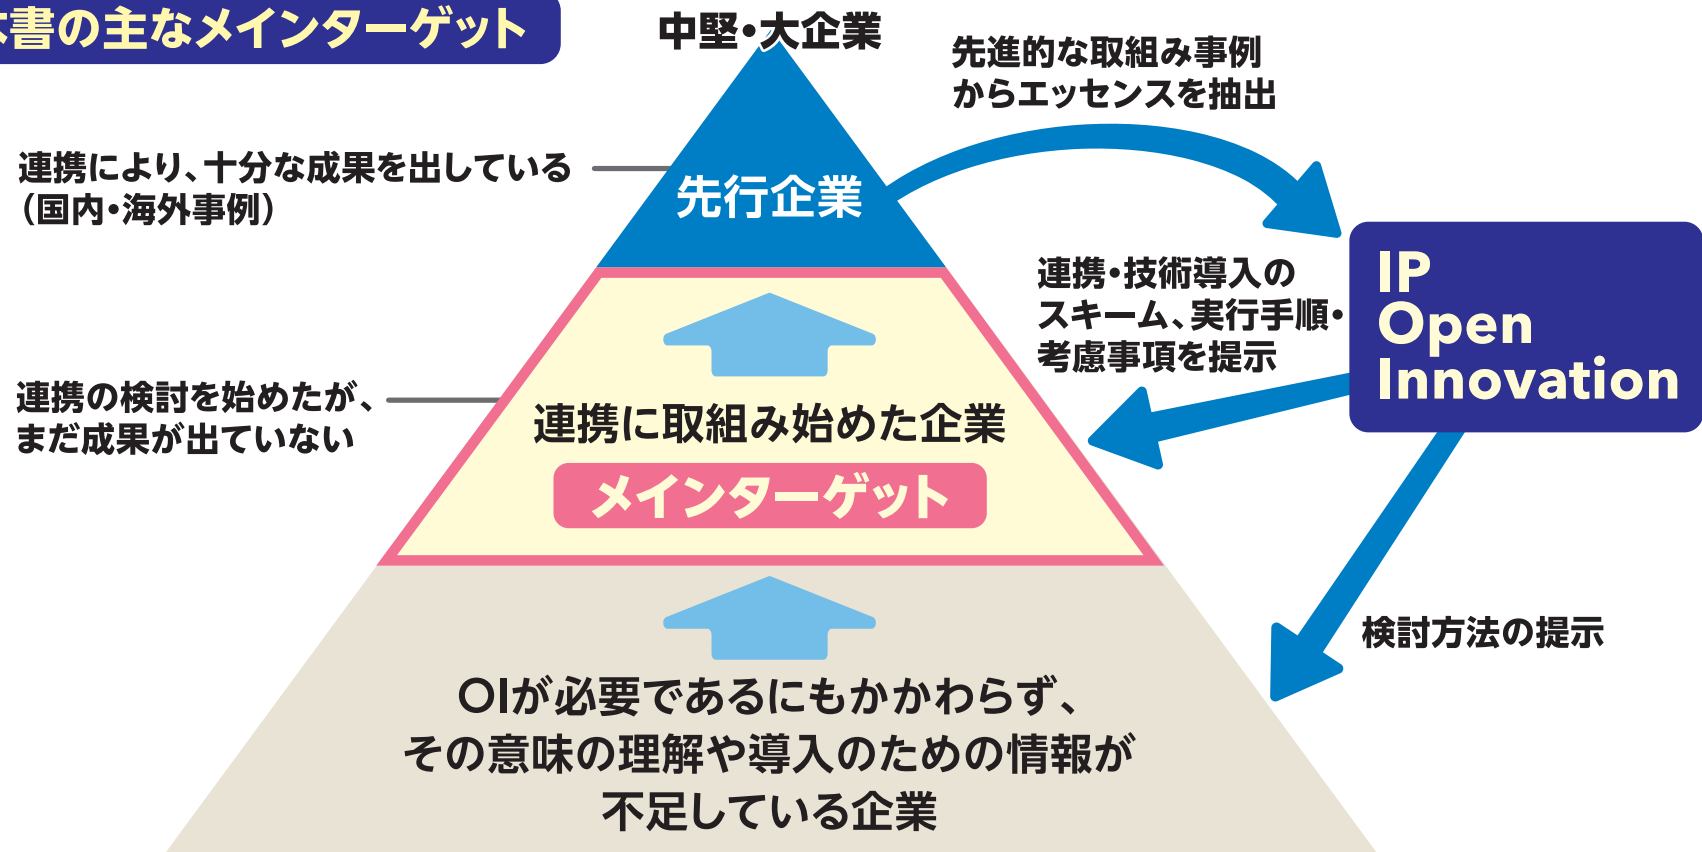 書の主なメインターゲット
中堅・大企業
先進的な取組み事例
からエッセンスを抽出
連携により、十分な成果を出している
（国内・海外事例）
先行企業
連携・技術導入の
スキーム、実行手順・
考慮事項を提示
IP
Open
Innovation
連携の検討を始めたが、
まだ成果が出ていない
連携に取組み始めた企業
メインターゲット
検討方法の提示
OIが必要であるにもかかわらず、
その意味の理解や導入のための情報が
不足している企業